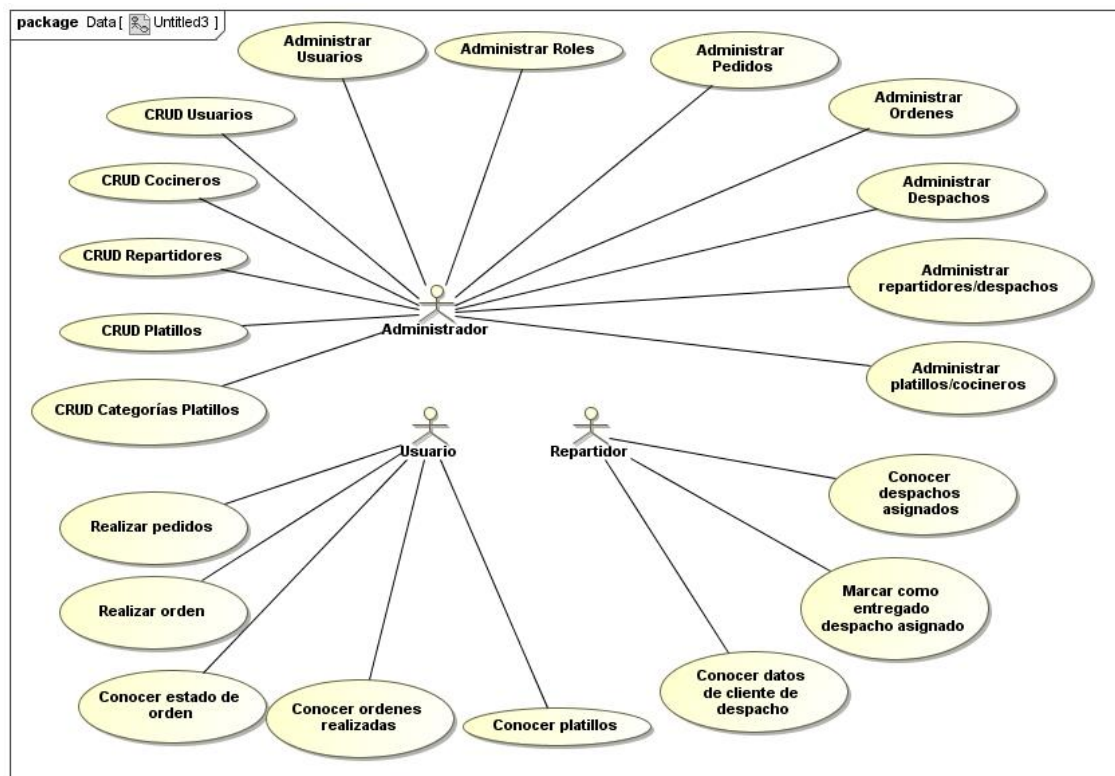 package Data [ Untitled3 ]
Administrar
Usuarios
Administrar Roles
Administrar
Pedidos
Administrar
Ordenes
CRUD Usuarios
CRUD Cocineros
Administrar
Despachos
CRUD Repartidores
Administrar
repartidores/despachos
CRUD Platillos
Administrador
Administrar
platillos/cocineros
CRUD Categorías Platillos
Usuario
Repartidor
Conocer
despachos
asignados
Realizar pedidos
Realizar orden
Marcar como
entregado
despacho asignado
Conocer estado de
orden
Conocer ordenes
realizadas
Conocer platillos
Conocer datos
de cliente de
despacho